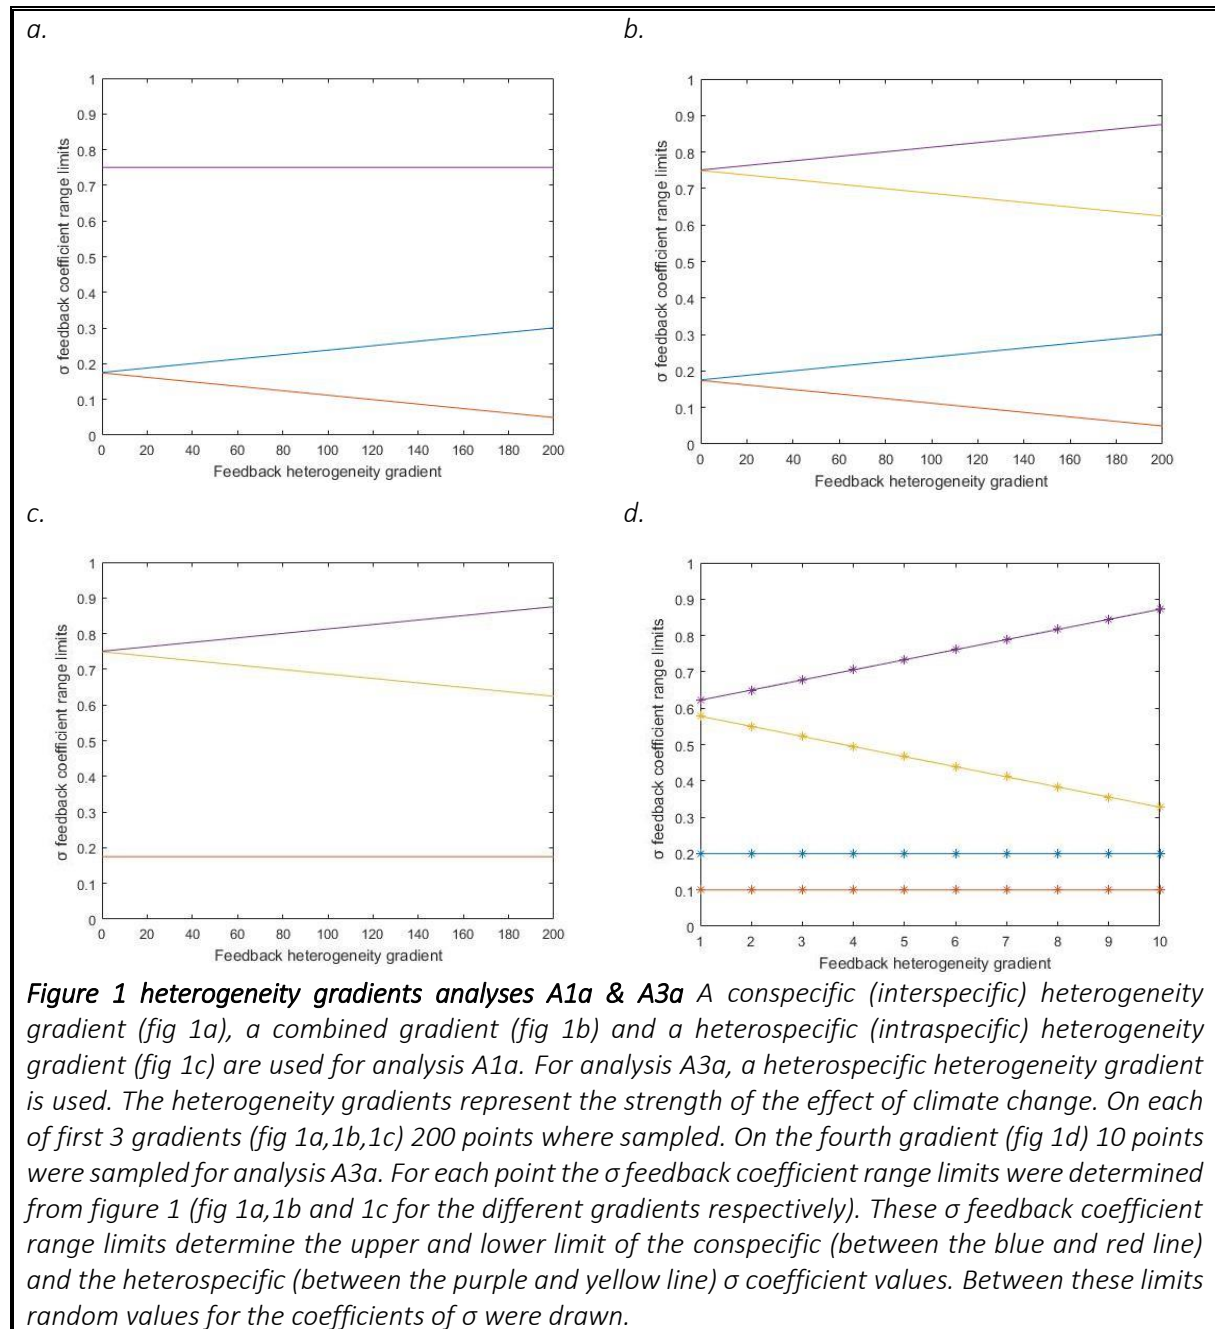 a.
b.
1
0.9
0.8
0.7
0.6
0.5
0.4
0.3
0.2
0.1
0
σ feedback coefficient range limits
0 20 40 60 80 100 120 140 160 180 200
Feedback heterogeneity gradient
1
0.9
0.8
0.7
0.6
0.5
0.4
0.3
0.2
0.1
0
σ feedback coefficient range limits
0 20 40 60 80 100 120 140 160 180 200
Feedback heterogeneity gradient
c.
d.
1
0.9
0.8
0.7
0.6
0.5
0.4
0.3
0.2
0.1
0
σ feedback coefficient range limits
0 20 40 60 80 100 120 140 160 180 200
Feedback heterogeneity gradient
1
0.9
0.8
0.7
0.6
0.5
0.4
0.3
0.2
0.1
0
σ feedback coefficient range limits
1 2 3 4 5 6 7 8 9 10
Feedback heterogeneity gradient
Figure 1 heterogeneity gradients analyses A1a & A3a A conspecific (interspecific) heterogeneity
gradient (fig 1a), a combined gradient (fig 1b) and a heterospecific (intraspecific) heterogeneity
gradient (fig 1c) are used for analysis A1a. For analysis A3a, a heterospecific heterogeneity gradient
is used. The heterogeneity gradients represent the strength of the effect of climate change. On each
of first 3 gradients (fig 1a,1b,1c) 200 points where sampled. On the fourth gradient (fig 1d) 10 points
were sampled for analysis A3a. For each point the σ feedback coefficient range limits were determined
from figure 1 (fig 1a,1b and 1c for the different gradients respectively). These σ feedback coefficient
range limits determine the upper and lower limit of the conspecific (between the blue and red line)
and the heterospecific (between the purple and yellow line) σ coefficient values. Between these limits
random values for the coefficients of σ were drawn.